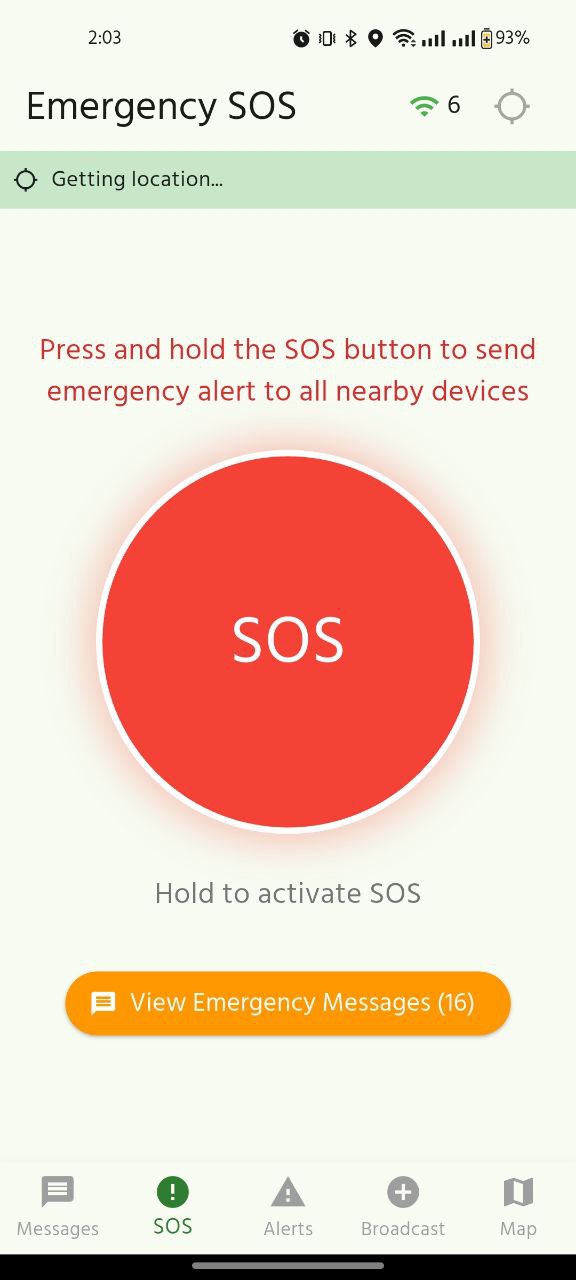 2:03
93%
Emergency SOS
6
Getting location...
Press and hold the SOS button to send
emergency alert to all nearby devices
SOS
Hold to activate SOS
View Emergency Messages (16)
Messages
SOS
Alerts
Broadcast
Map